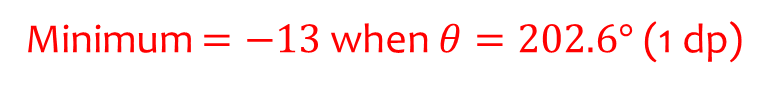 Minimum = −13 when θ = 202.6° (1 dp)